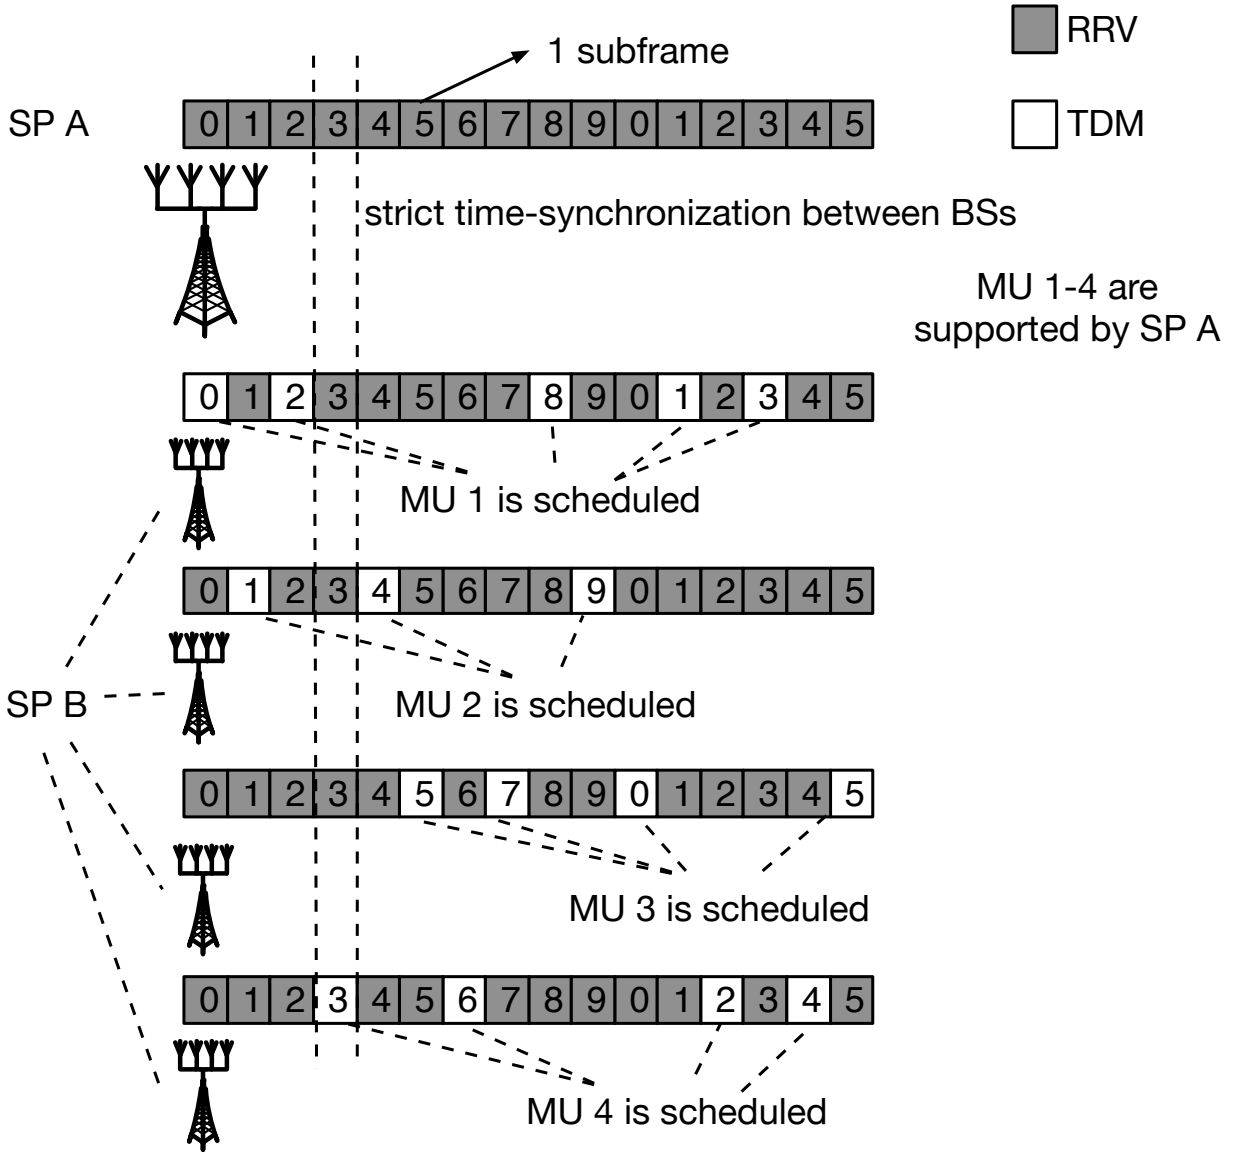 1 subframe
RRV
SP A
0 1 2 3 4 5 6 7 8 9 0 1 2 3 4 5
TDM
strict time-synchronization between BSs
MU 1-4 are
supported by SP A
0 1 2 3 4 5 6 7 8 9 0 1 2 3 4 5
MU 1 is scheduled
0 1 2 3 4 5 6 7 8 9 0 1 2 3 4 5
SP B
MU 2 is scheduled
0 1 2 3 4 5 6 7 8 9 0 1 2 3 4 5
MU 3 is scheduled
0 1 2 3 4 5 6 7 8 9 0 1 2 3 4 5
MU 4 is scheduled